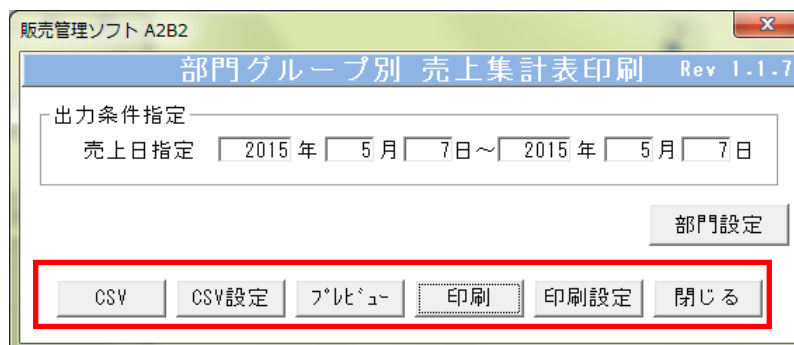 販売管理ソフト A2B2
部門グループ別 売上集計表印刷 Rev 1.1.7
出力条件指定
売上日指定 2015 年 5 月 7 日～ 2015 年 5 月 7 日
部門設定
CSV CSV設定 ﾌﾟﾚﾋﾞｭｰ 印刷 印刷設定 閉じる